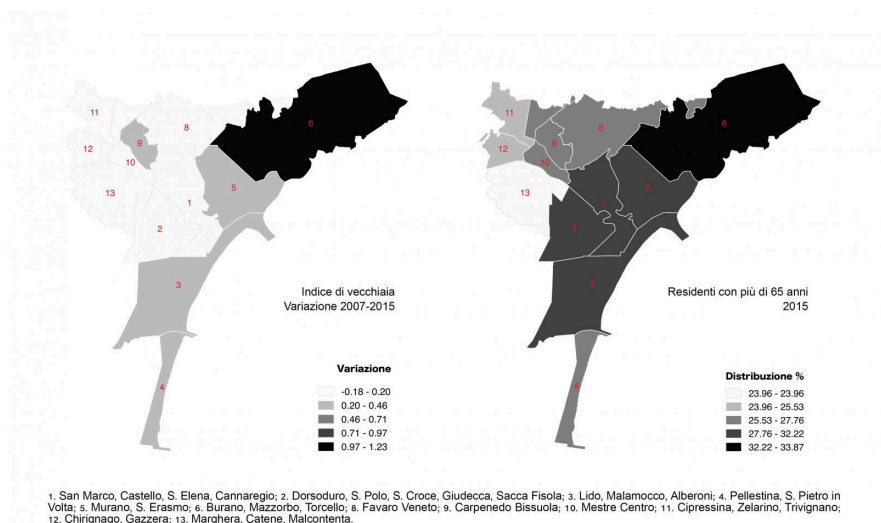 11
8
9
12
10
6
13
5
1
2
3
4
Indice di vecchiaia
Variazione 2007-2015
Variazione
-0.18 - 0.20
0.20 - 0.46
0.46 - 0.71
0.71 - 0.97
0.97 - 1.23
11
8
9
12
10
6
13
5
1
2
3
4
Residenti con più di 65 anni
2015
Distribuzione %
23.96 - 23.96
23.96 - 25.53
25.53 - 27.76
27.76 - 32.22
32.22 - 33.87
1. San Marco, Castello, S. Elena, Cannaregio; 2. Dorsoduro, S. Polo, S. Croce, Giudecca, Sacca Fisola; 3. Lido, Malamocco, Alberoni; 4. Pellestina, S. Pietro in
Volta; 5. Murano, S. Erasmo; 6. Burano, Mazzorbo, Torcello; 8. Favaro Veneto; 9. Carpenedo Bissuola; 10. Mestre Centro; 11. Cipressina, Zelarino, Trivignano;
12. Chirignago, Gazzera; 13. Marghera, Catene, Malcontenta.